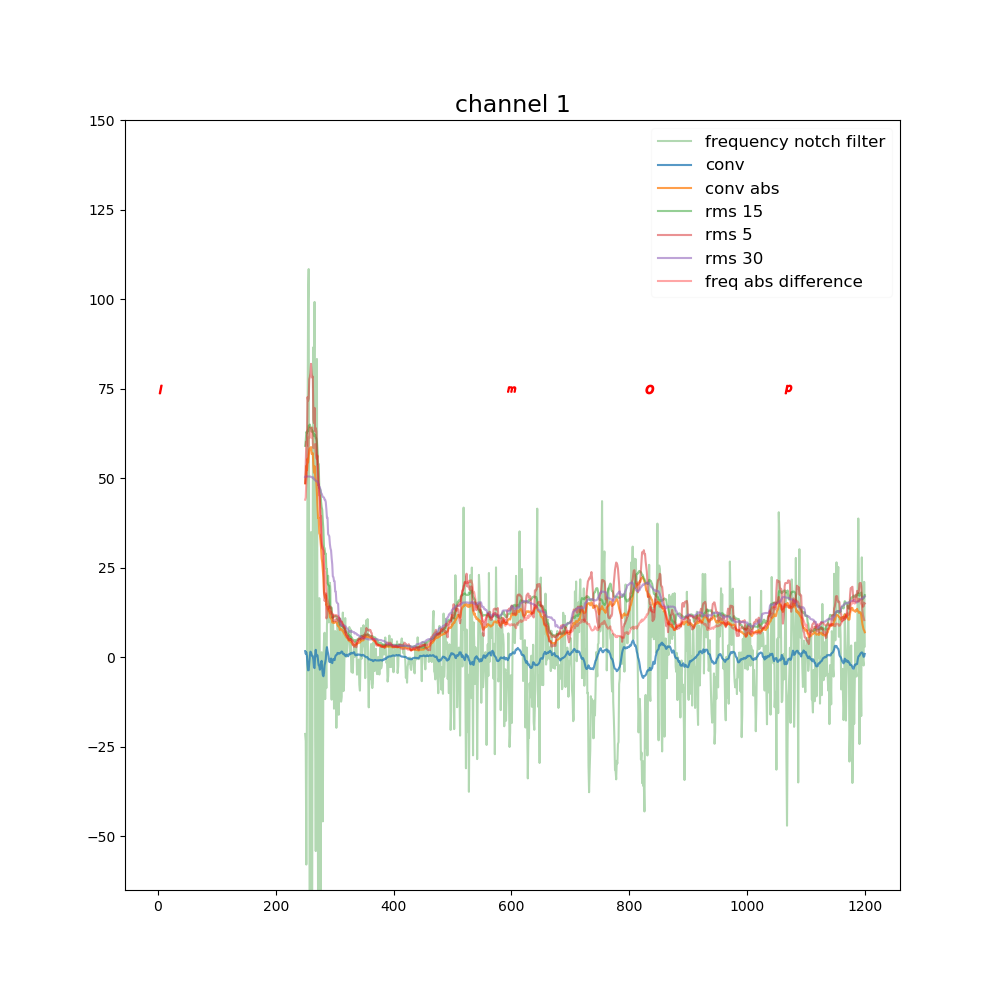 channel 1
150
125
100
75
50
25
0
−25
−50
frequency notch filter
conv
conv abs
rms 15
rms 5
rms 30
freq abs difference
I m O p
0 200 400 600 800 1000 1200